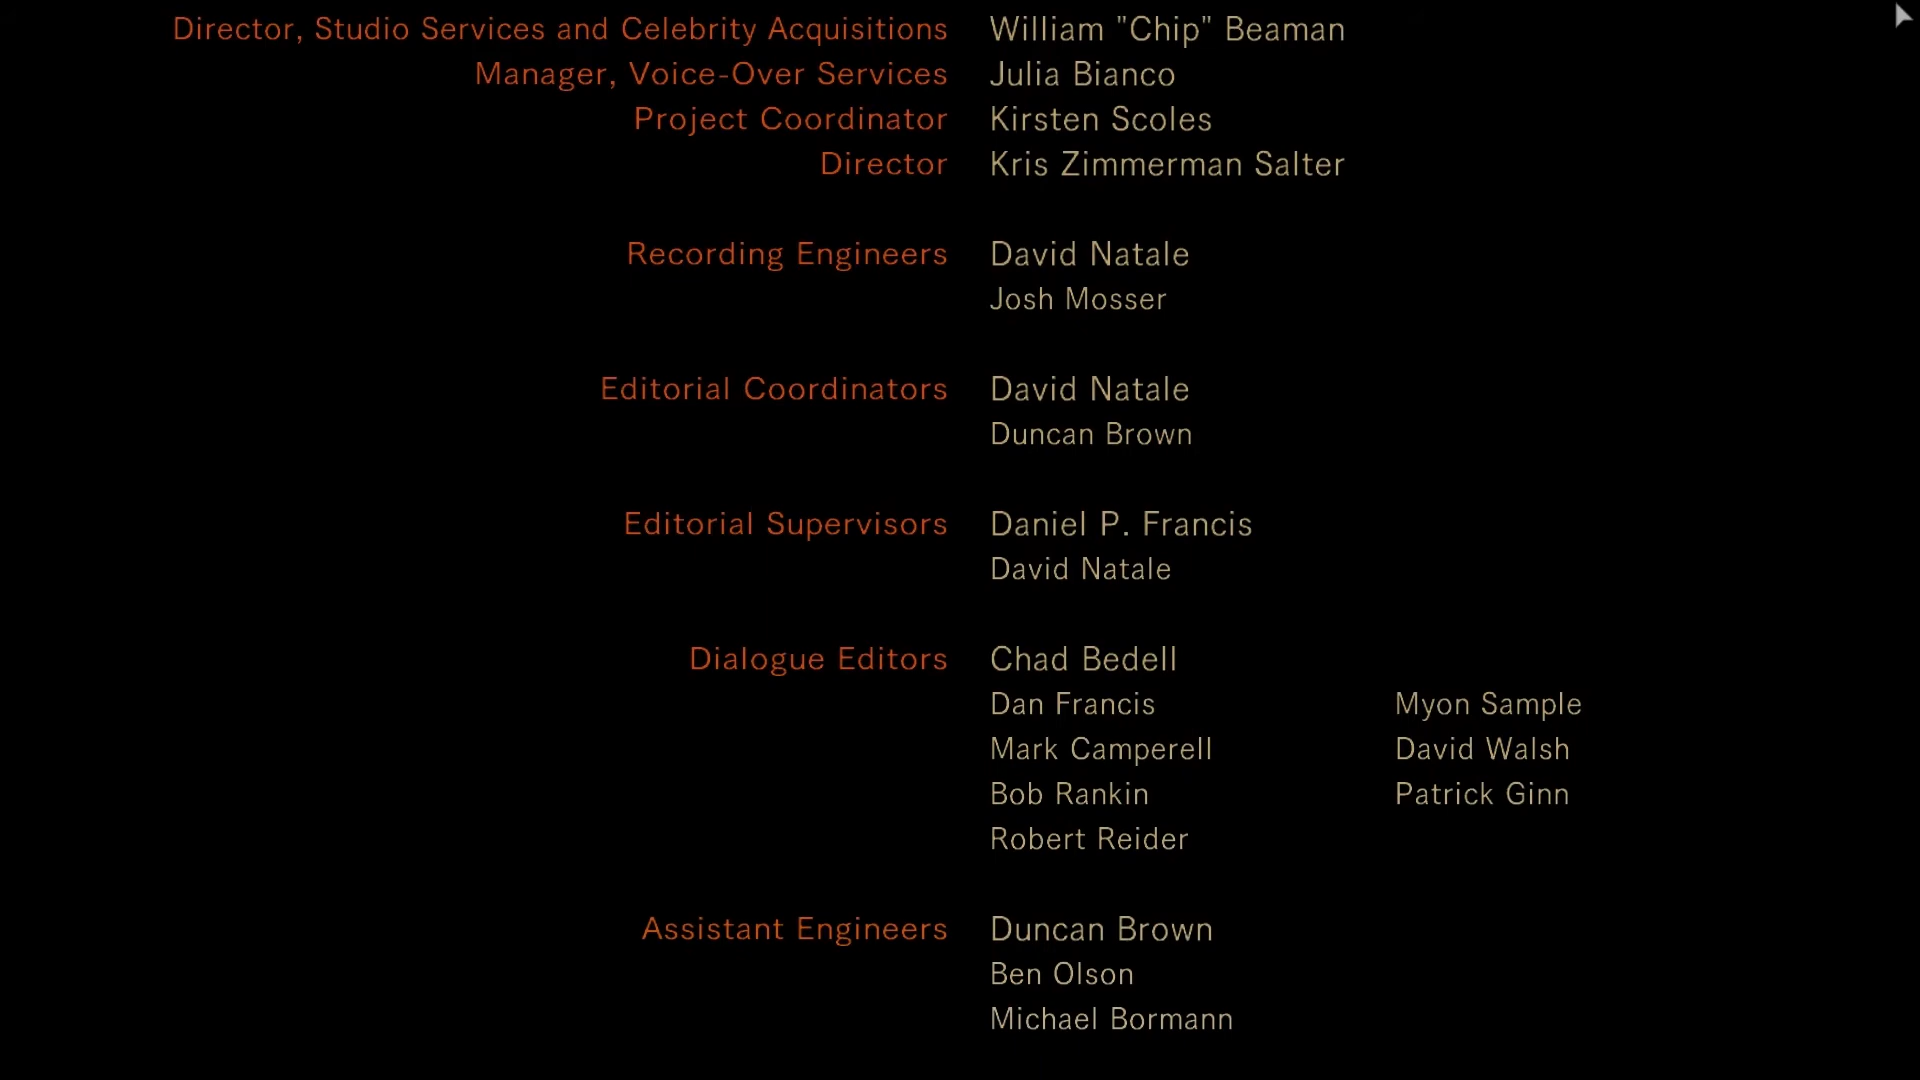 Director, Studio Services and Celebrity Acquisitions William "Chip" Beaman
Manager, Voice-Over Services Julia Bianco
Project Coordinator Kirsten Scoles
Director Kris Zimmerman Salter
Recording Engineers David Natale
Josh Mosser
Editorial Coordinators David Natale
Duncan Brown
Editorial Supervisors Daniel P. Francis
David Natale
Dialogue Editors Chad Bedell
Dan Francis Myon Sample
Mark Camperell David Walsh
Bob Rankin Patrick Ginn
Robert Reider
Assistant Engineers Duncan Brown
Ben Olson
Michael Bormann